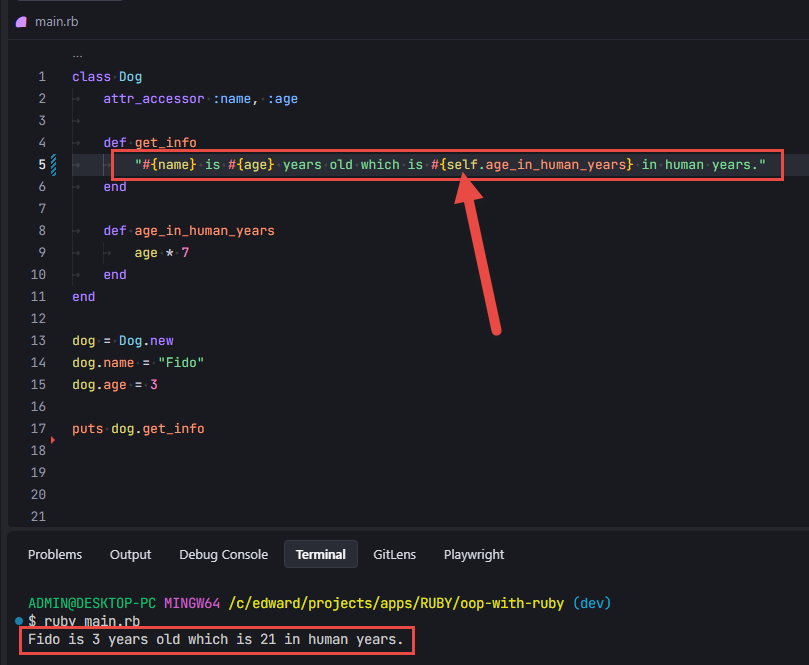 main.rb
...
1 class Dog
2 attr_accessor :name, :age
3
4 def get_info
5 "#{name} is #{age} years old which is #{self.age_in_human_years} in human years."
6 end
7
8 def age_in_human_years
9 age * 7
10 end
11 end
12
13 dog = Dog.new
14 dog.name = "Fido"
15 dog.age = 3
16
17 puts dog.get_info
18
19
20
21
Problems Output Debug Console Terminal GitLens Playwright
ADMIN@DESKTOP-PC MINGW64 /c/edward/projects/apps/RUBY/oop-with-ruby (dev)
$ ruby main.rb
Fido is 3 years old which is 21 in human years.